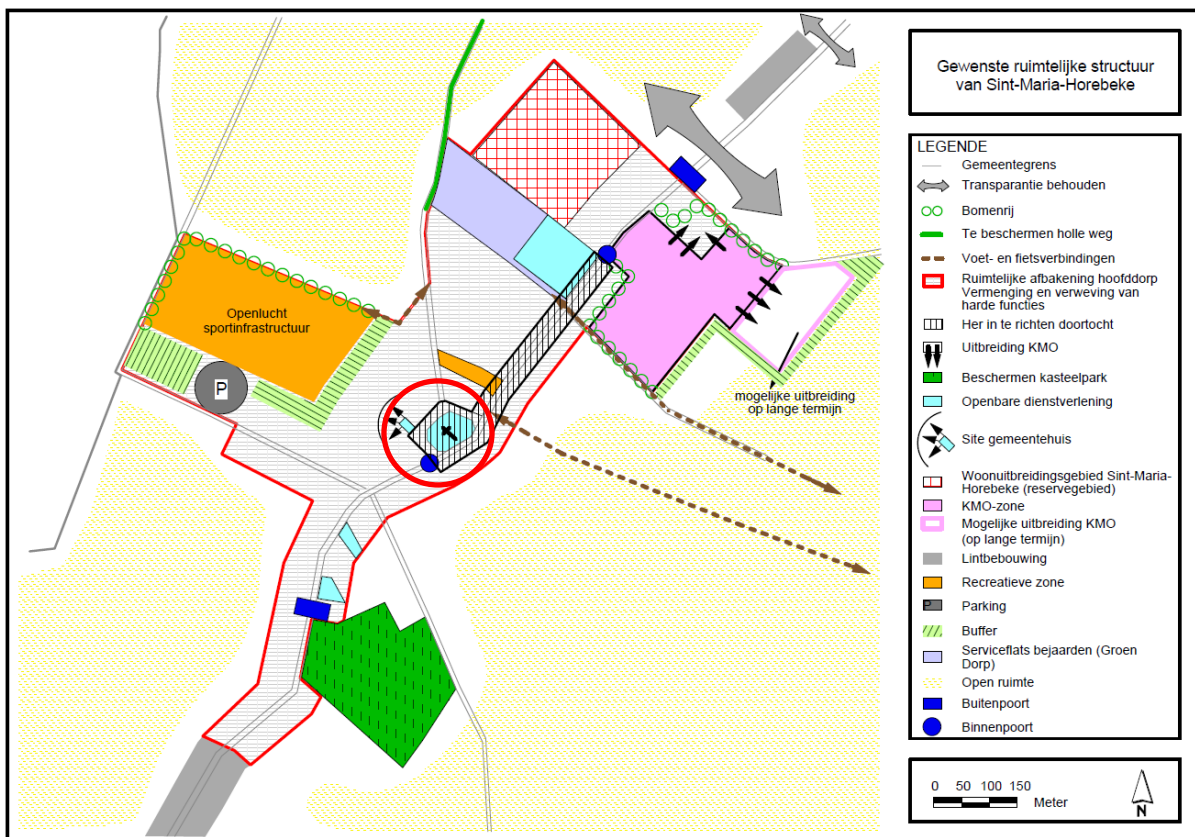 Gewenste ruimtelijke structuur
van Sint-Maria-Horebeke
LEGENDE
Gemeentegrens
Transparantie behouden
Bomenrij
Te beschermen holle weg
Voet- en fietsverbindingen
Ruimtelijke afbakening hoofddorp
Vermenging en verweving van
harde functies
Her in te richten doortocht
Uitbreiding KMO
Beschermen kasteelpark
Openbare dienstverlening
Site gemeentehuis
Woonuitbreidingsgebied Sint-Maria-
Horebeke (reservegebied)
KMO-zone
Mogelijke uitbreiding KMO
(op lange termijn)
Lintbebouwing
Recreatieve zone
P
Parking
Buffer
Serviceflats bejaarden (Groen
Dorp)
Open ruimte
Buitenpoort
Binnenpoort
0 50 100 150
Meter
N
Openlucht
sportinfrastructuur
P
mogelijke uitbreiding
op lange termijn